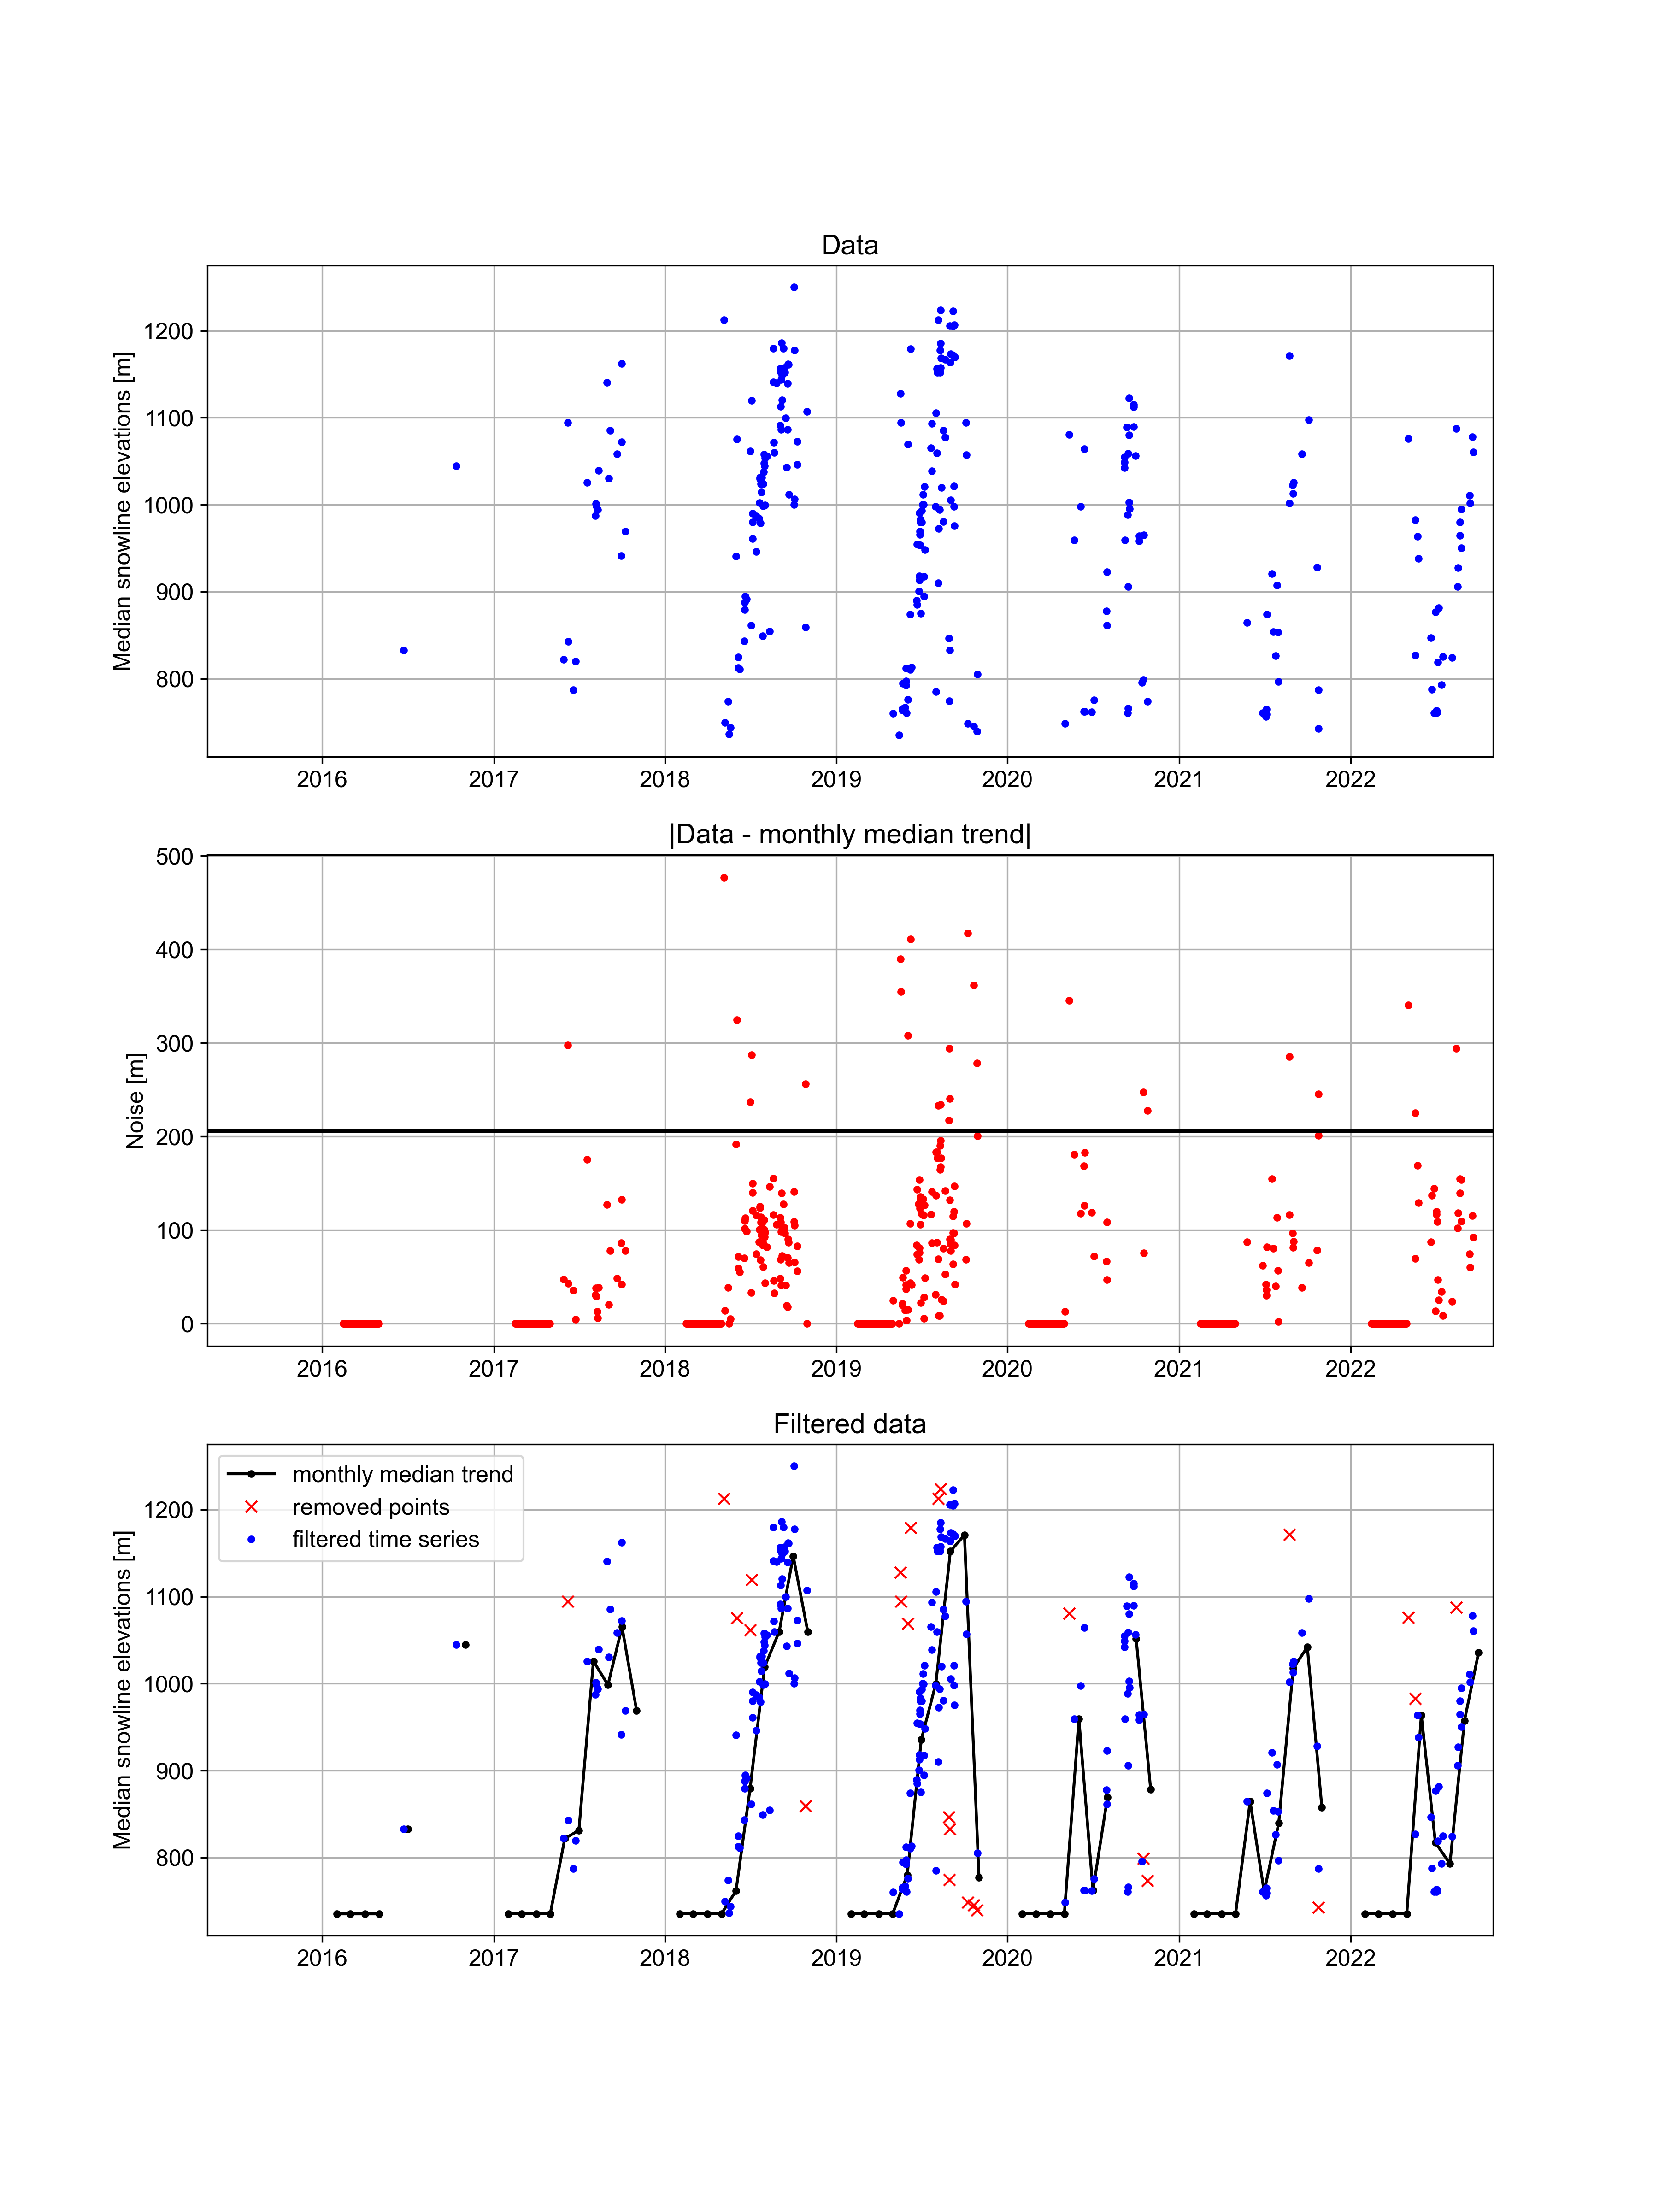 Data
Median snowline elevations [m]
1200
1100
1000
900
800
2016 2017 2018 2019 2020 2021 2022
|Data - monthly median trend|
Noise [m]
500
400
300
200
100
0
2016 2017 2018 2019 2020 2021 2022
Filtered data
Median snowline elevations [m]
1200
1100
1000
900
800
monthly median trend
removed points
filtered time series
2016 2017 2018 2019 2020 2021 2022